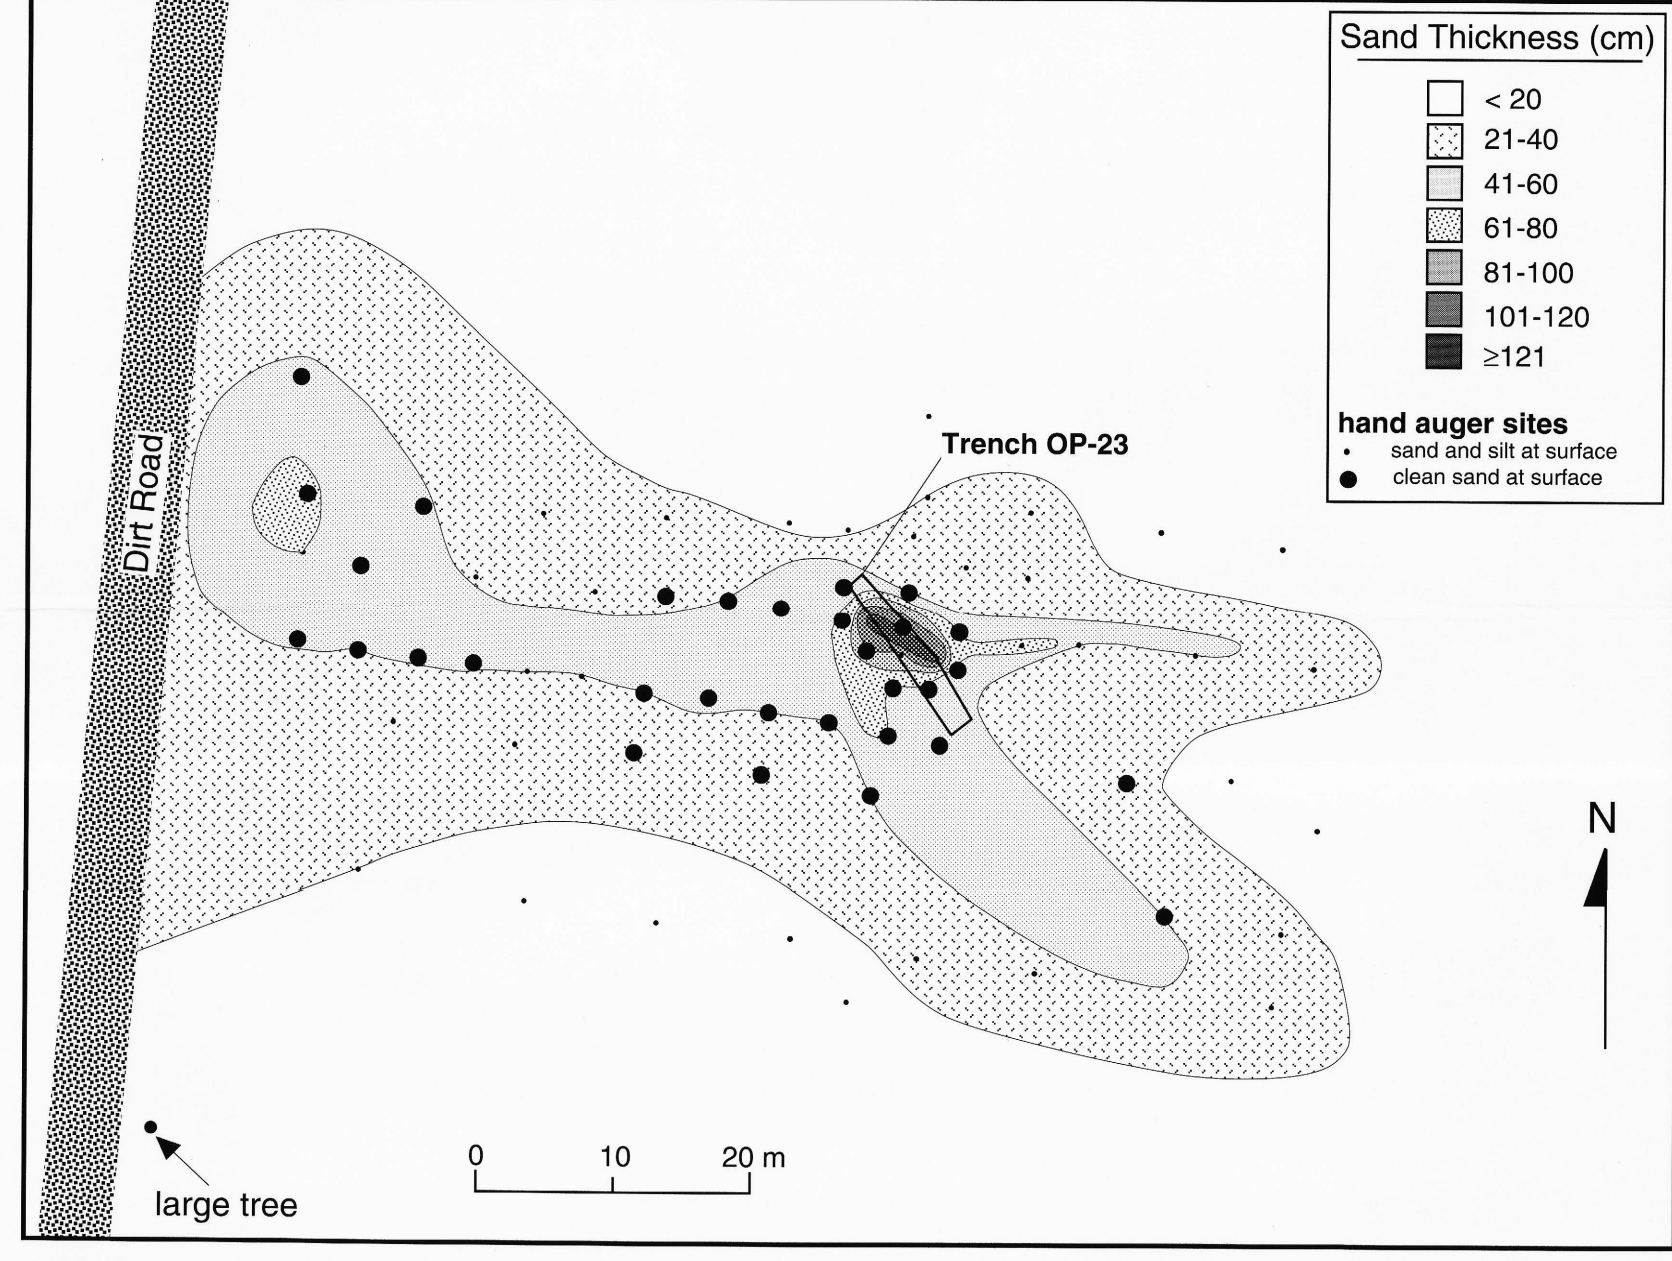 Sand Thickness (cm)
< 20
21-40
41-60
61-80
81-100
101-120
≥121
hand auger sites
sand and silt at surface
clean sand at surface
Trench OP-23
Dirt Road
N
0 10 20 m
large tree